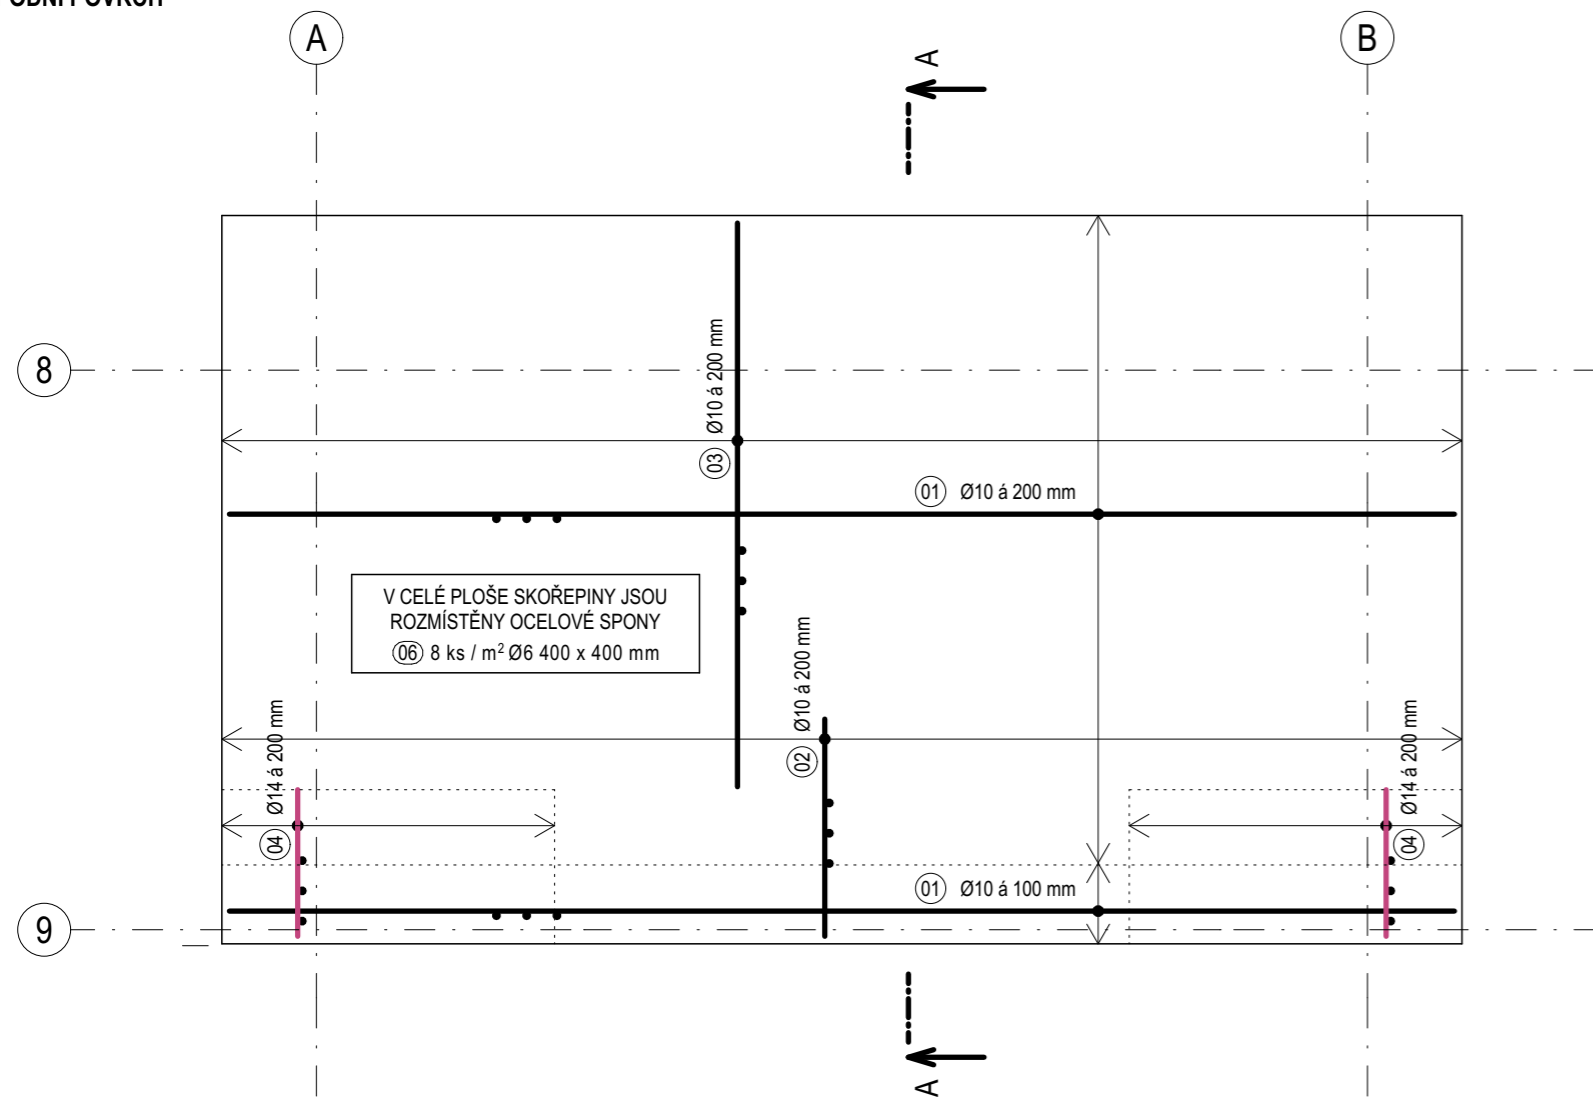 A
B
A
8
Ø10 á 200 mm
03
01 Ø10 á 200 mm
V CELÉ PLOŠE SKOŘEPINY JSOU
ROZMÍSTĚNY OCELOVÉ SPONY
06 8 ks / m² Ø6 400 x 400 mm
Ø10 á 200 mm
02
Ø14 á 200 mm
04
Ø14 á 200 mm
04
01 Ø10 á 100 mm
9
A